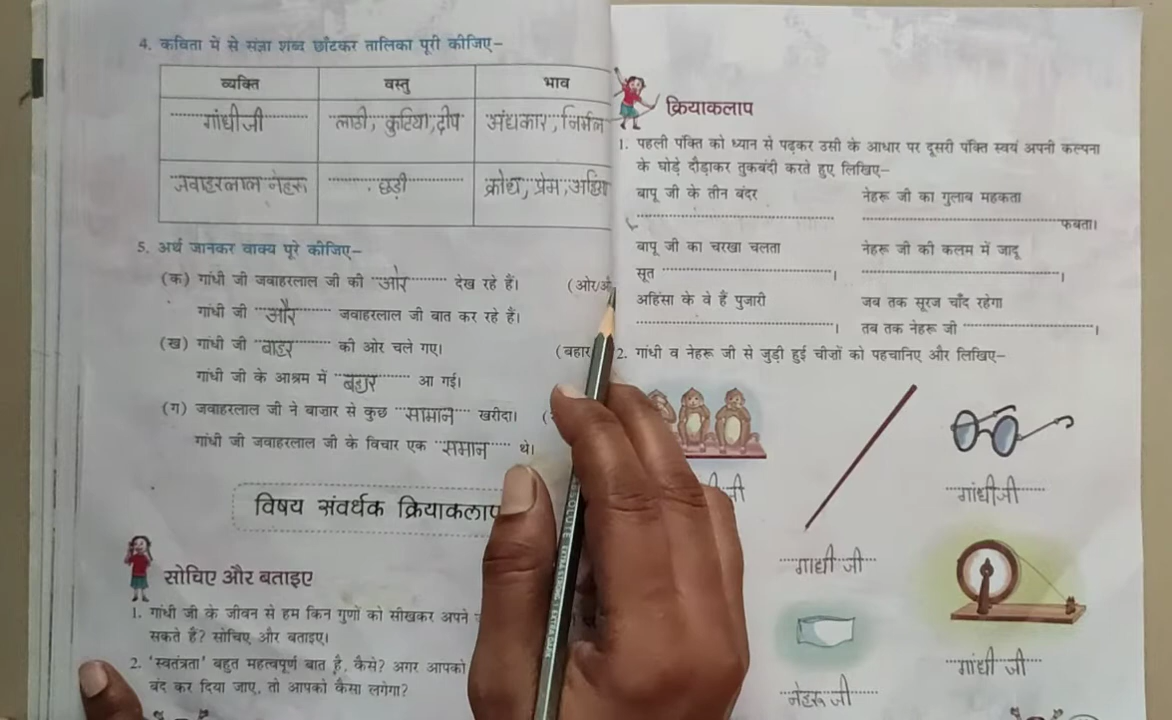 4. कविता में से संज्ञा शब्द छाँटकर तालिका पूरी कीजिए–
व्यक्ति वस्तु भाव
गांधीजी लाठी, कुटिया, दीप अंधकार, निर्मल
जवाहरलाल नेहरू छड़ी क्रोध, प्रेम, अहिंसा
5. अर्थ जानकर वाक्य पूरे कीजिए–
(क) गांधी जी जवाहरलाल जी की ओर देख रहे हैं। (ओर/
गांधी जी और जवाहरलाल जी बात कर रहे हैं।
(ख) गांधी जी बाहर की ओर चले गए। (बहार
गांधी जी के आश्रम में बहार आ गई।
(ग) जवाहरलाल जी ने बाज़ार से कुछ सामान खरीदा।
गांधी जी जवाहरलाल जी के विचार एक समान थे।
विषय संवर्धक क्रियाकलाप
सोचिए और बताइए
1. गांधी जी के जीवन से हम किन गुणों को सीखकर अपने
सकते हैं? सोचिए और बताइए।
2. 'स्वतंत्रता' बहुत महत्वपूर्ण बात है, कैसे? अगर आपको
बंद कर दिया जाए, तो आपको कैसा लगेगा?
क्रियाकलाप
1. पहली पंक्ति को ध्यान से पढ़कर उसी के आधार पर दूसरी पंक्ति स्वयं अपनी कल्पना
के घोड़े दौड़ाकर तुकबंदी करते हुए लिखिए–
बापू जी के तीन बंदर नेहरू जी का गुलाब महकता
फबता।
बापू जी का चरखा चलता नेहरू जी की कलम में जादू
सूत । ।
अहिंसा के वे हैं पुजारी जब तक सूरज चाँद रहेगा
। तब तक नेहरू जी ।
2. गांधी व नेहरू जी से जुड़ी हुई चीज़ों को पहचानिए और लिखिए–
जी गांधीजी
गांधी जी
गांधी जी
नेहरू जी